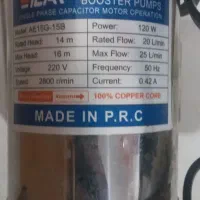 BOOSTER PUMPS
SINGLE PHASE CAPACITOR MOTOR OPERATION
Model: AB15G-15B Power: 120 W
Rated Head: 14 m Rated Flow: 20 L/min
Max Head: 16 m Max Flow: 25 L/min
Voltage: 220 V Frequency: 50 Hz
Speed: 2800 r/min Current: 0.42 A
100% COPPER CORE
MADE IN P.R.C